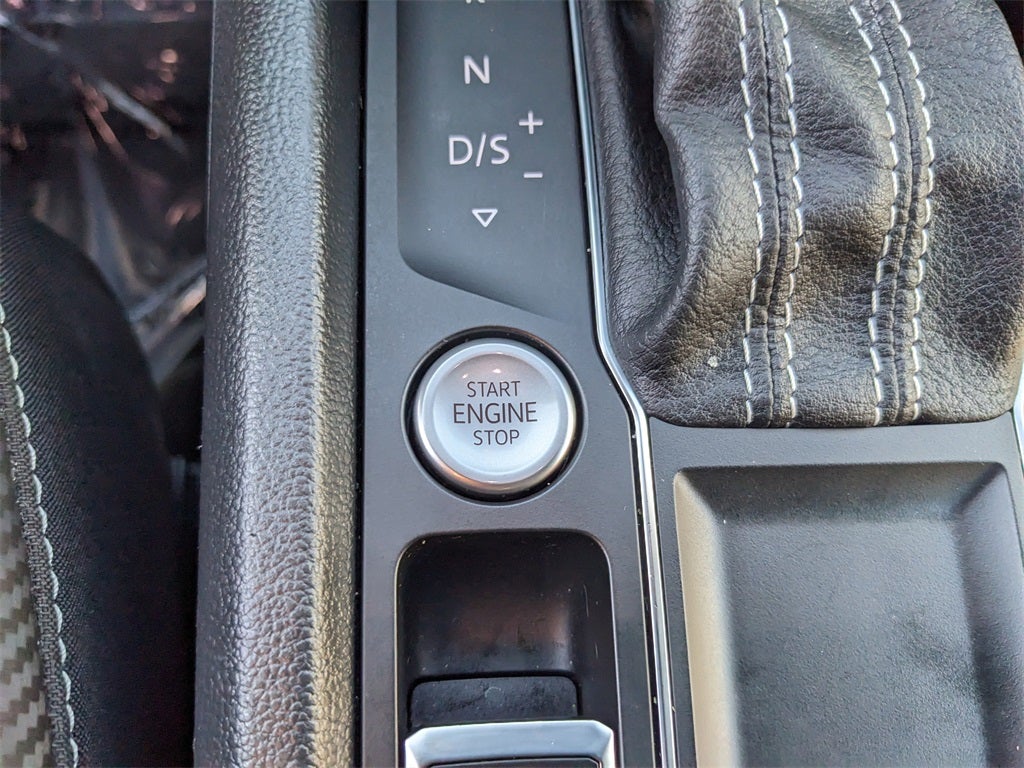 N
D/S
+
-
START
ENGINE
STOP